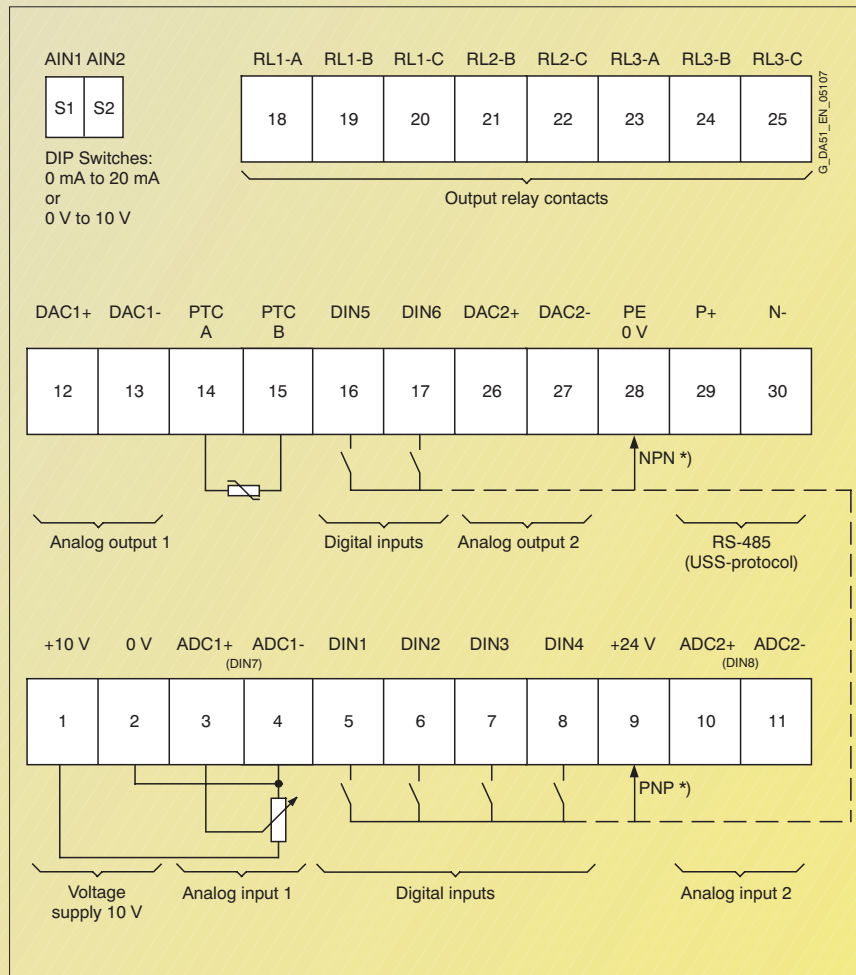 AIN1 AIN2
S1 S2
DIP Switches:
0 mA to 20 mA
or
0 V to 10 V
RL1-A RL1-B RL1-C RL2-B RL2-C RL3-A RL3-B RL3-C
18 19 20 21 22 23 24 25
Output relay contacts
G_DA51_EN_05107
DAC1+ DAC1- PTC A PTC B DIN5 DIN6 DAC2+ DAC2- PE 0 V P+ N-
12 13 14 15 16 17 26 27 28 29 30
NPN *)
Analog output 1
Digital inputs
Analog output 2
RS-485
(USS-protocol)
+10 V 0 V ADC1+ ADC1- DIN1 DIN2 DIN3 DIN4 +24 V ADC2+ ADC2-
(DIN7) (DIN8)
1 2 3 4 5 6 7 8 9 10 11
PNP *)
Voltage
supply 10 V
Analog input 1
Digital inputs
Analog input 2